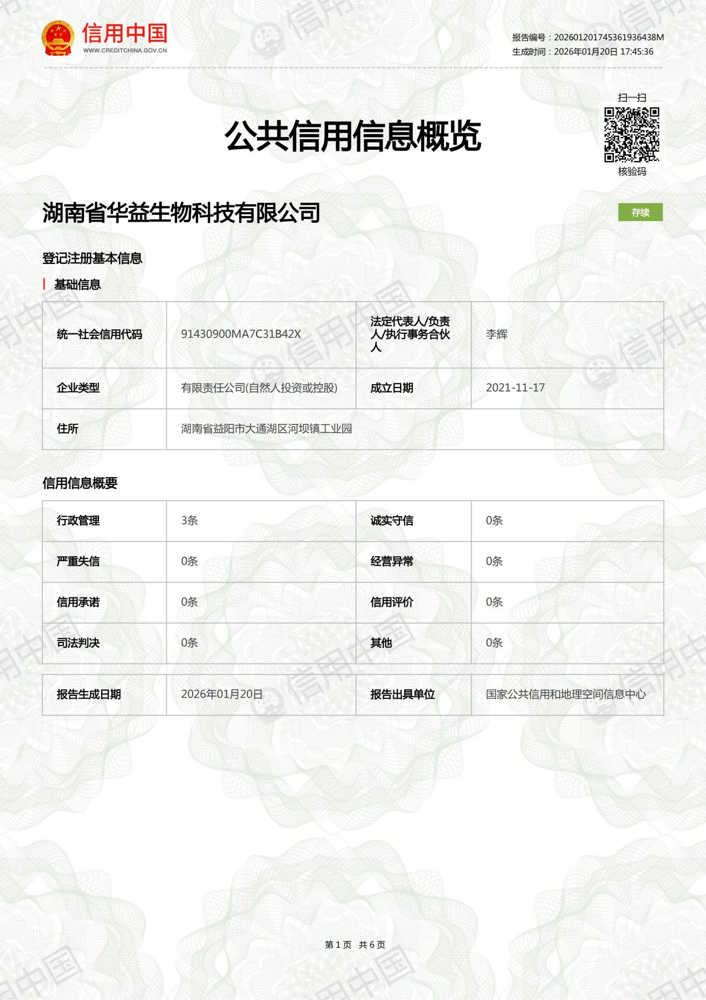 信用中国
WWW.CREDITCHINA.GOV.CN
报告编号：202601201745361936438M
生成时间：2026年01月20日 17:45:36
扫一扫
公共信用信息概览
核验码
湖南省华益生物科技有限公司
存续
登记注册基本信息
基础信息
统一社会信用代码
91430900MA7C31B42X
法定代表人/负责
人/执行事务合伙
人
李辉
企业类型
有限责任公司(自然人投资或控股)
成立日期
2021-11-17
住所
湖南省益阳市大通湖区河坝镇工业园
信用信息概要
行政管理
3条
诚实守信
0条
严重失信
0条
经营异常
0条
信用承诺
0条
信用评价
0条
司法判决
0条
其他
0条
报告生成日期
2026年01月20日
报告出具单位
国家公共信用和地理空间信息中心
第 1 页 共 6 页